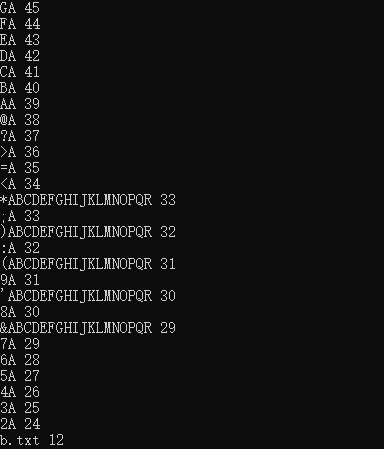 GA 45
FA 44
EA 43
DA 42
CA 41
BA 40
AA 39
@A 38
?A 37
>A 36
=A 35
<A 34
*ABCDEFGHIJKLMNOPQR 33
;A 33
)ABCDEFGHIJKLMNOPQR 32
:A 32
(ABCDEFGHIJKLMNOPQR 31
9A 31
'ABCDEFGHIJKLMNOPQR 30
8A 30
&ABCDEFGHIJKLMNOPQR 29
7A 29
6A 28
5A 27
4A 26
3A 25
2A 24
b.txt 12